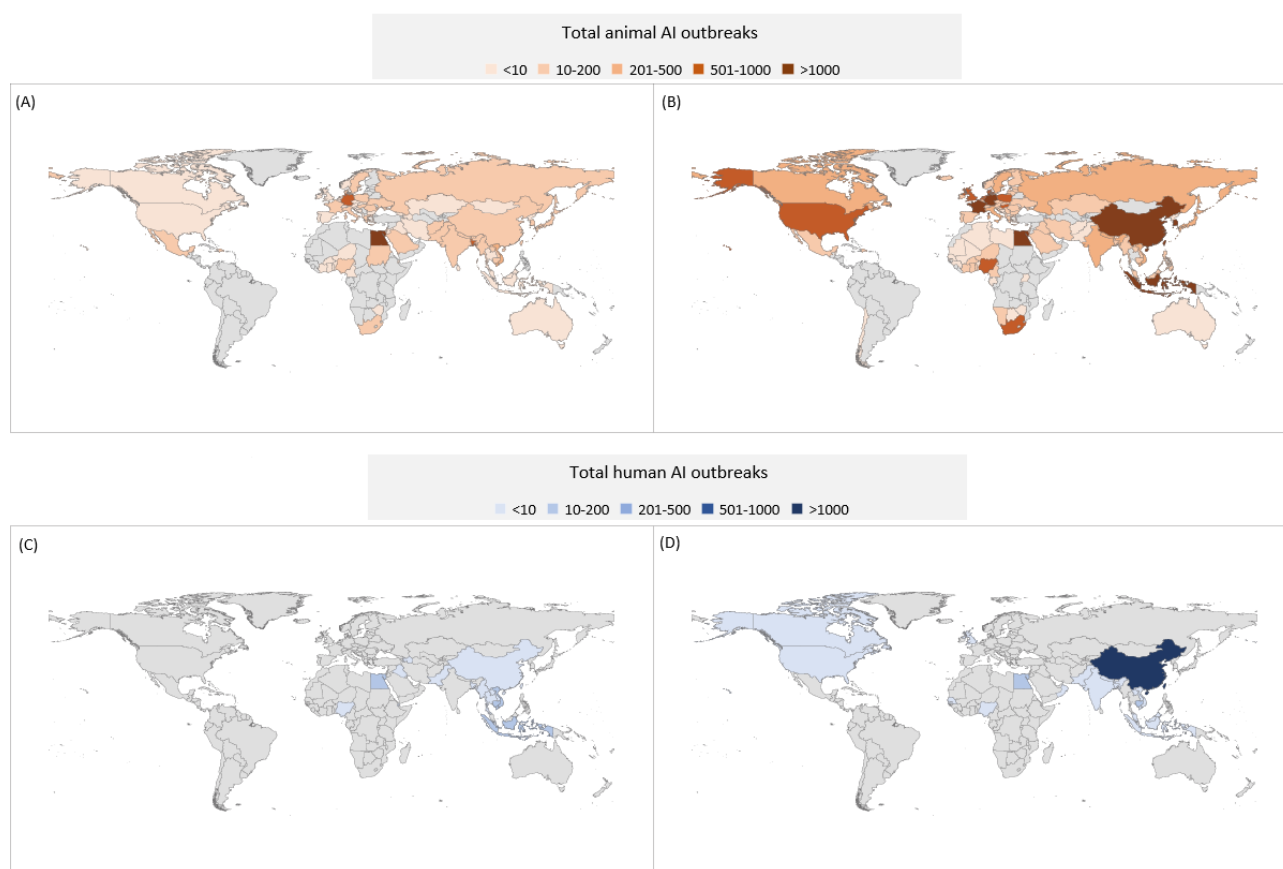 Total animal AI outbreaks
<10 10-200 201-500 501-1000 >1000
(A)
(B)
Total human AI outbreaks
<10 10-200 201-500 501-1000 >1000
(C)
(D)